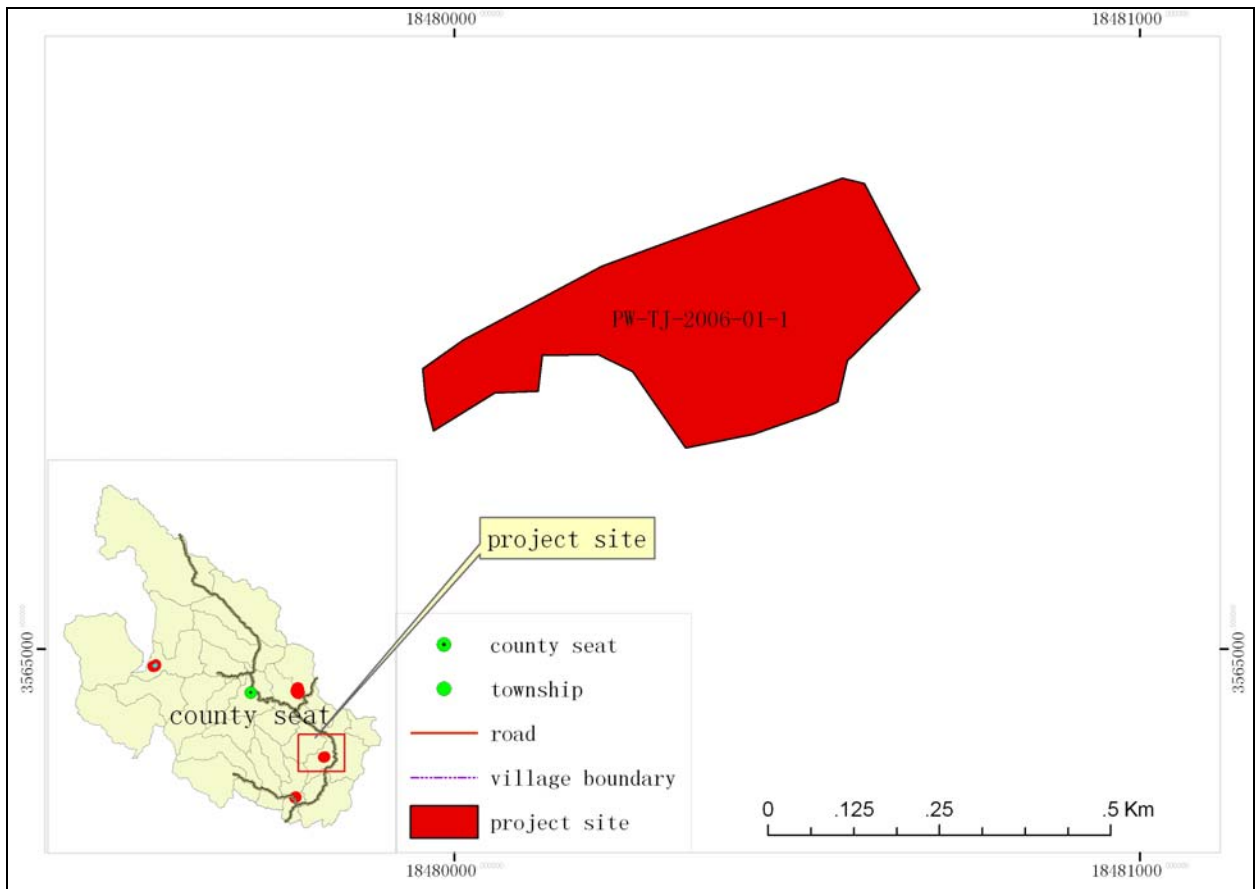 18480000
18481000
PW-TJ-2006-01-1
project site
3565000
3565000
county seat
county seat
township
road
village boundary
project site
0 .125 .25 .5 Km
18480000
18481000